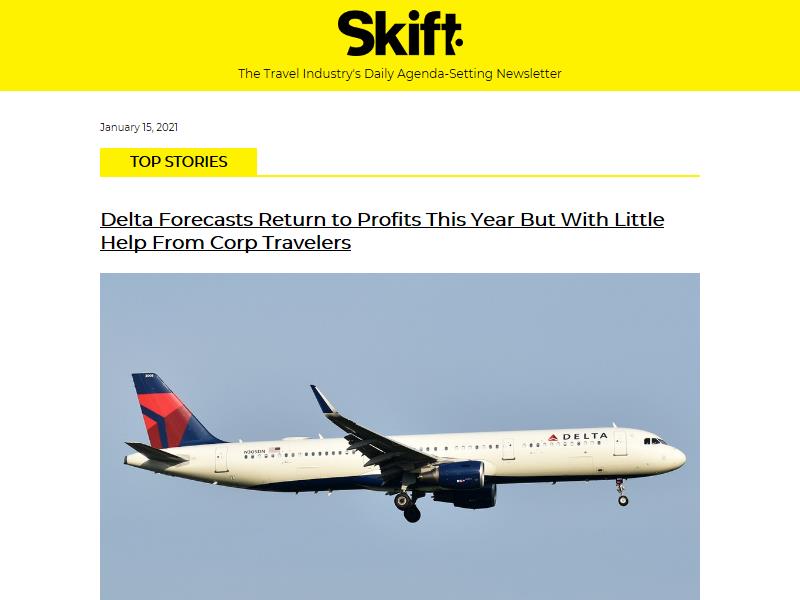 Skift
The Travel Industry's Daily Agenda-Setting Newsletter
January 15, 2021
TOP STORIES
Delta Forecasts Return to Profits This Year But With Little
Help From Corp Travelers
DELTA
N305DN